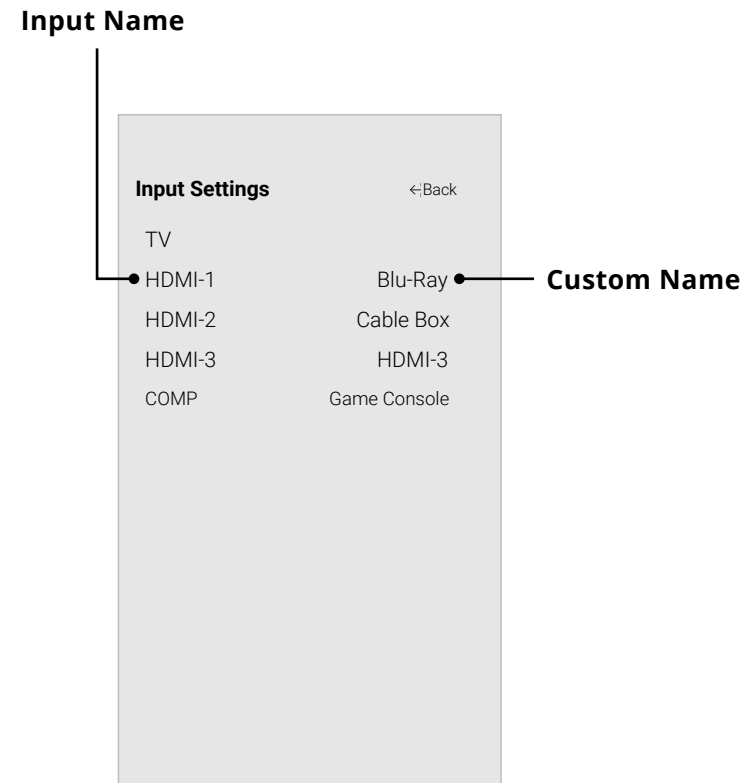 Input Name
Input Settings ←Back
TV
HDMI-1 Blu-Ray Custom Name
HDMI-2 Cable Box
HDMI-3 HDMI-3
COMP Game Console